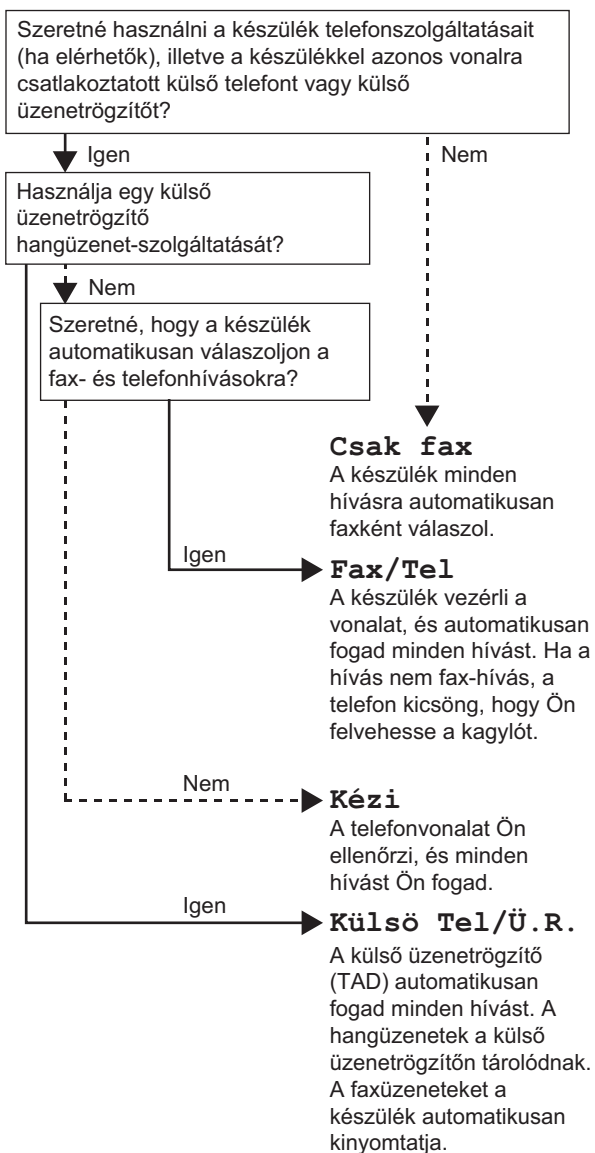 Szeretné használni a készülék telefonszolgáltatásait
(ha elérhetők), illetve a készülékkel azonos vonalra
csatlakoztatott külső telefont vagy külső
üzenetrögzítőt?
Igen
Nem
Használja egy külső
üzenetrögzítő
hangüzenet-szolgáltatását?
Nem
Szeretné, hogy a készülék
automatikusan válaszoljon a
fax- és telefonhívásokra?
Csak fax
A készülék minden
hívásra automatikusan
faxként válaszol.
Igen
Fax/Tel
A készülék vezérli a
vonalat, és automatikusan
fogad minden hívást. Ha a
hívás nem fax-hívás, a
telefon kicsöng, hogy Ön
felvehesse a kagylót.
Nem
Kézi
A telefonvonalat Ön
ellenőrzi, és minden
hívást Ön fogad.
Igen
Külsö Tel/Ü.R.
A külső üzenetrögzítő
(TAD) automatikusan
fogad minden hívást. A
hangüzenetek a külső
üzenetrögzítőn tárolódnak.
A faxüzeneteket a
készülék automatikusan
kinyomtatja.